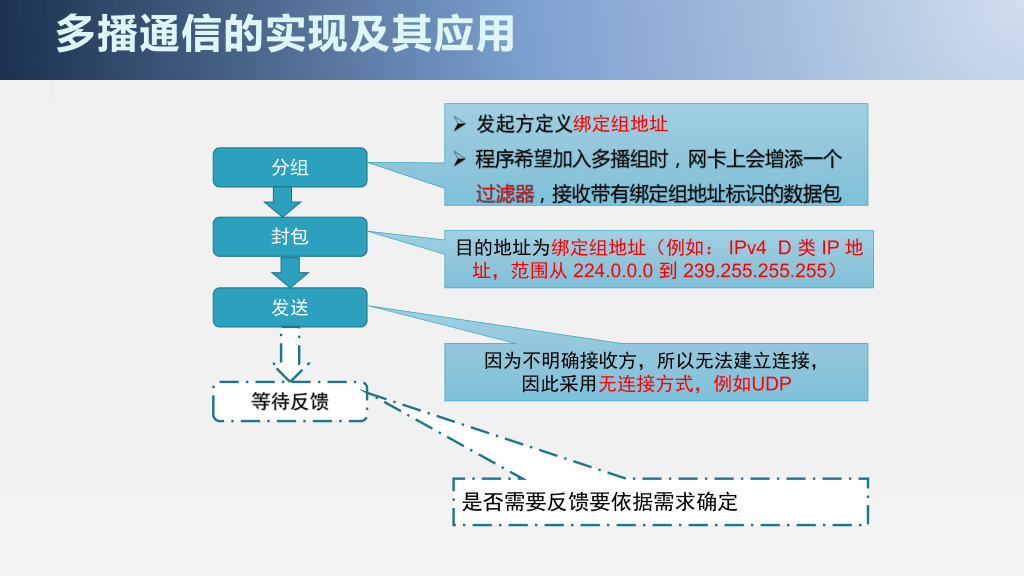 多播通信的实现及其应用
分组
➢ 发起方定义绑定组地址
➢ 程序希望加入多播组时，网卡上会增添一个
过滤器，接收带有绑定组地址标识的数据包
封包
目的地址为绑定组地址（例如： IPv4 D 类 IP 地
址，范围从 224.0.0.0 到 239.255.255.255）
发送
因为不明确接收方，所以无法建立连接，
因此采用无连接方式，例如UDP
等待反馈
是否需要反馈要依据需求确定